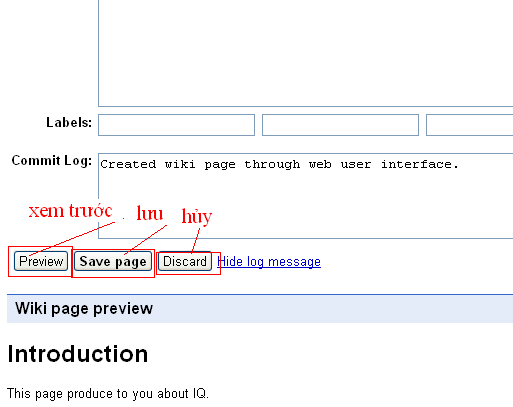 Labels:
Commit Log: Created wiki page through web user interface.
xem trước lưu hủy
Preview Save page Discard Hide log message
Wiki page preview
Introduction
This page produce to you about IQ.